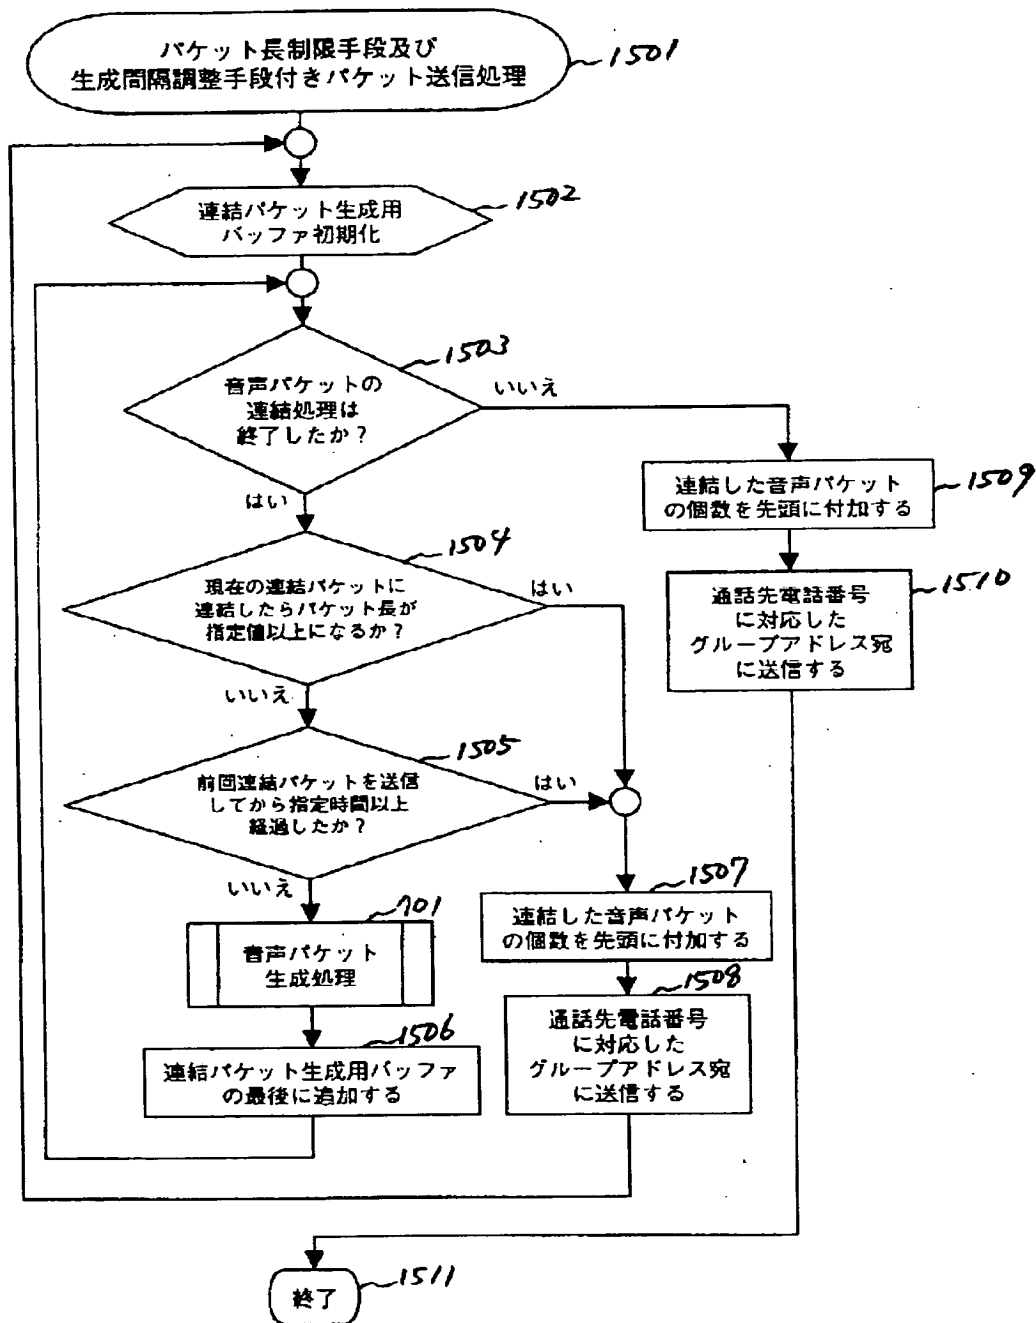 パケット長制限手段及び
生成間隔調整手段付きパケット送信処理
1501
連結パケット生成用
バッファ初期化
1502
音声パケットの
連結処理は
終了したか？
1503
いいえ
はい
連結した音声パケット
の個数を先頭に付加する
1509
現在の連結パケットに
連結したらパケット長が
指定値以上になるか？
1504
はい
いいえ
通話先電話番号
に対応した
グループアドレス宛
に送信する
1510
前回連結パケットを送信
してから指定時間以上
経過したか？
1505
はい
いいえ
音声パケット
生成処理
701
連結した音声パケット
の個数を先頭に付加する
1507
連結パケット生成用バッファ
の最後に追加する
1506
通話先電話番号
に対応した
グループアドレス宛
に送信する
1508
終了
1511